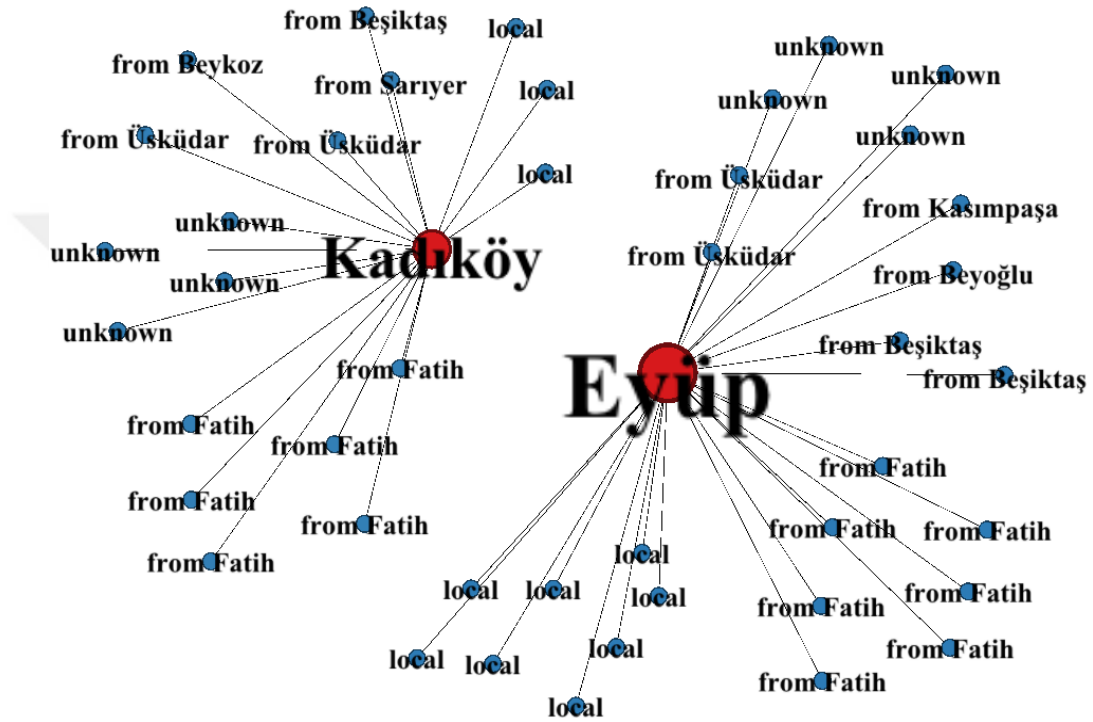 from Beşiktaş
local
from Beykoz
from Sarıyer
local
from Üsküdar
from Üsküdar
local
unknown
unknown
unknown
unknown
Kadıköy
from Fatih
from Fatih
from Fatih
from Fatih
from Fatih
from Fatih
unknown
unknown
unknown
unknown
from Üsküdar
from Kasımpaşa
from Üsküdar
from Beyoğlu
from Beşiktaş
from Beşiktaş
Eyüp
from Fatih
from Fatih
from Fatih
from Fatih
from Fatih
from Fatih
from Fatih
local
local
local
local
local
local
local
local